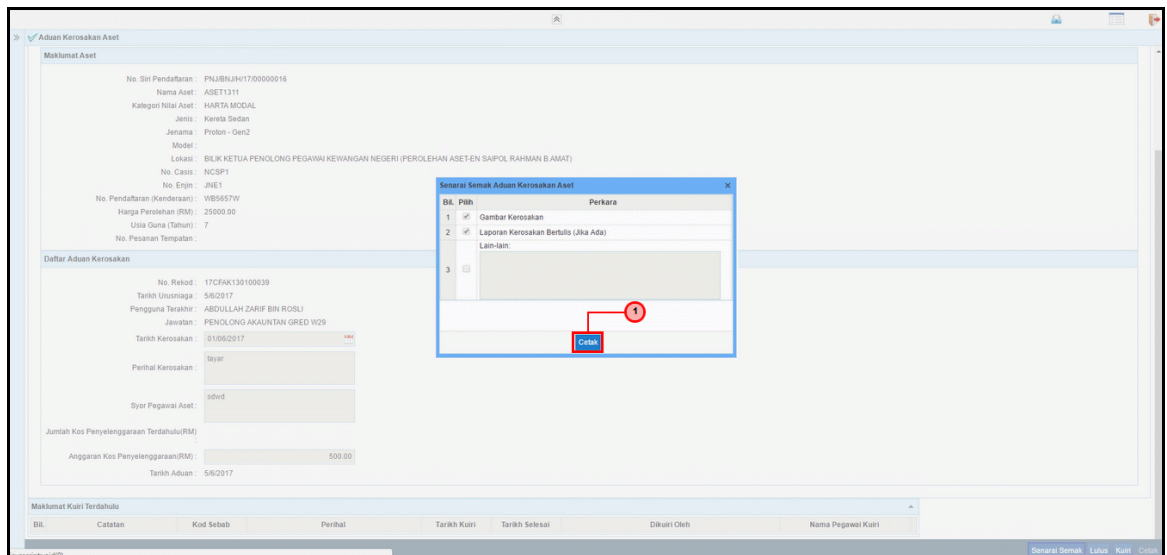 Aduan Kerosakan Aset
Maklumat Aset
No. Siri Pendaftaran : PNJ/BNJ/H/17/00000016
Nama Aset : ASET1311
Kategori Nilai Aset : HARTA MODAL
Jenis : Kereta Sedan
Jenama : Proton - Gen2
Model :
Lokasi : BILIK KETUA PENOLONG PEGAWAI KEWANGAN NEGERI (PEROLEHAN ASET-EN SAIPOL RAHMAN B.AMAT)
No. Casis : NCSP1
No. Enjin : JNE1
No. Pendaftaran (Kenderaan) : WB5657W
Harga Perolehan (RM) : 25000.00
Usia Guna (Tahun) : 7
No. Pesanan Tempatan :
Daftar Aduan Kerosakan
No. Rekod : 17CFAK130100039
Tarikh Urusniaga : 5/6/2017
Pengguna Terakhir : ABDULLAH ZARIF BIN ROSLI
Jawatan : PENOLONG AKAUNTAN GRED W29
Tarikh Kerosakan : 01/06/2017
Perihal Kerosakan : tayar
Syor Pegawai Aset : sdwd
Jumlah Kos Penyelenggaraan Terdahulu(RM) :
Anggaran Kos Penyelenggaraan(RM) : 500.00
Tarikh Aduan : 5/6/2017
Senarai Semak Aduan Kerosakan Aset x
Bil. Pilih Perkara
1 Gambar Kerosakan
2 Laporan Kerosakan Bertulis (Jika Ada)
3 Lain-lain:
1
Cetak
Maklumat Kuiri Terdahulu
Bil. Catatan Kod Sebab Perihal Tarikh Kuiri Tarikh Selesai Dikuiri Oleh Nama Pegawai Kuiri
Senarai Semak Lulus Kuiri Cetak